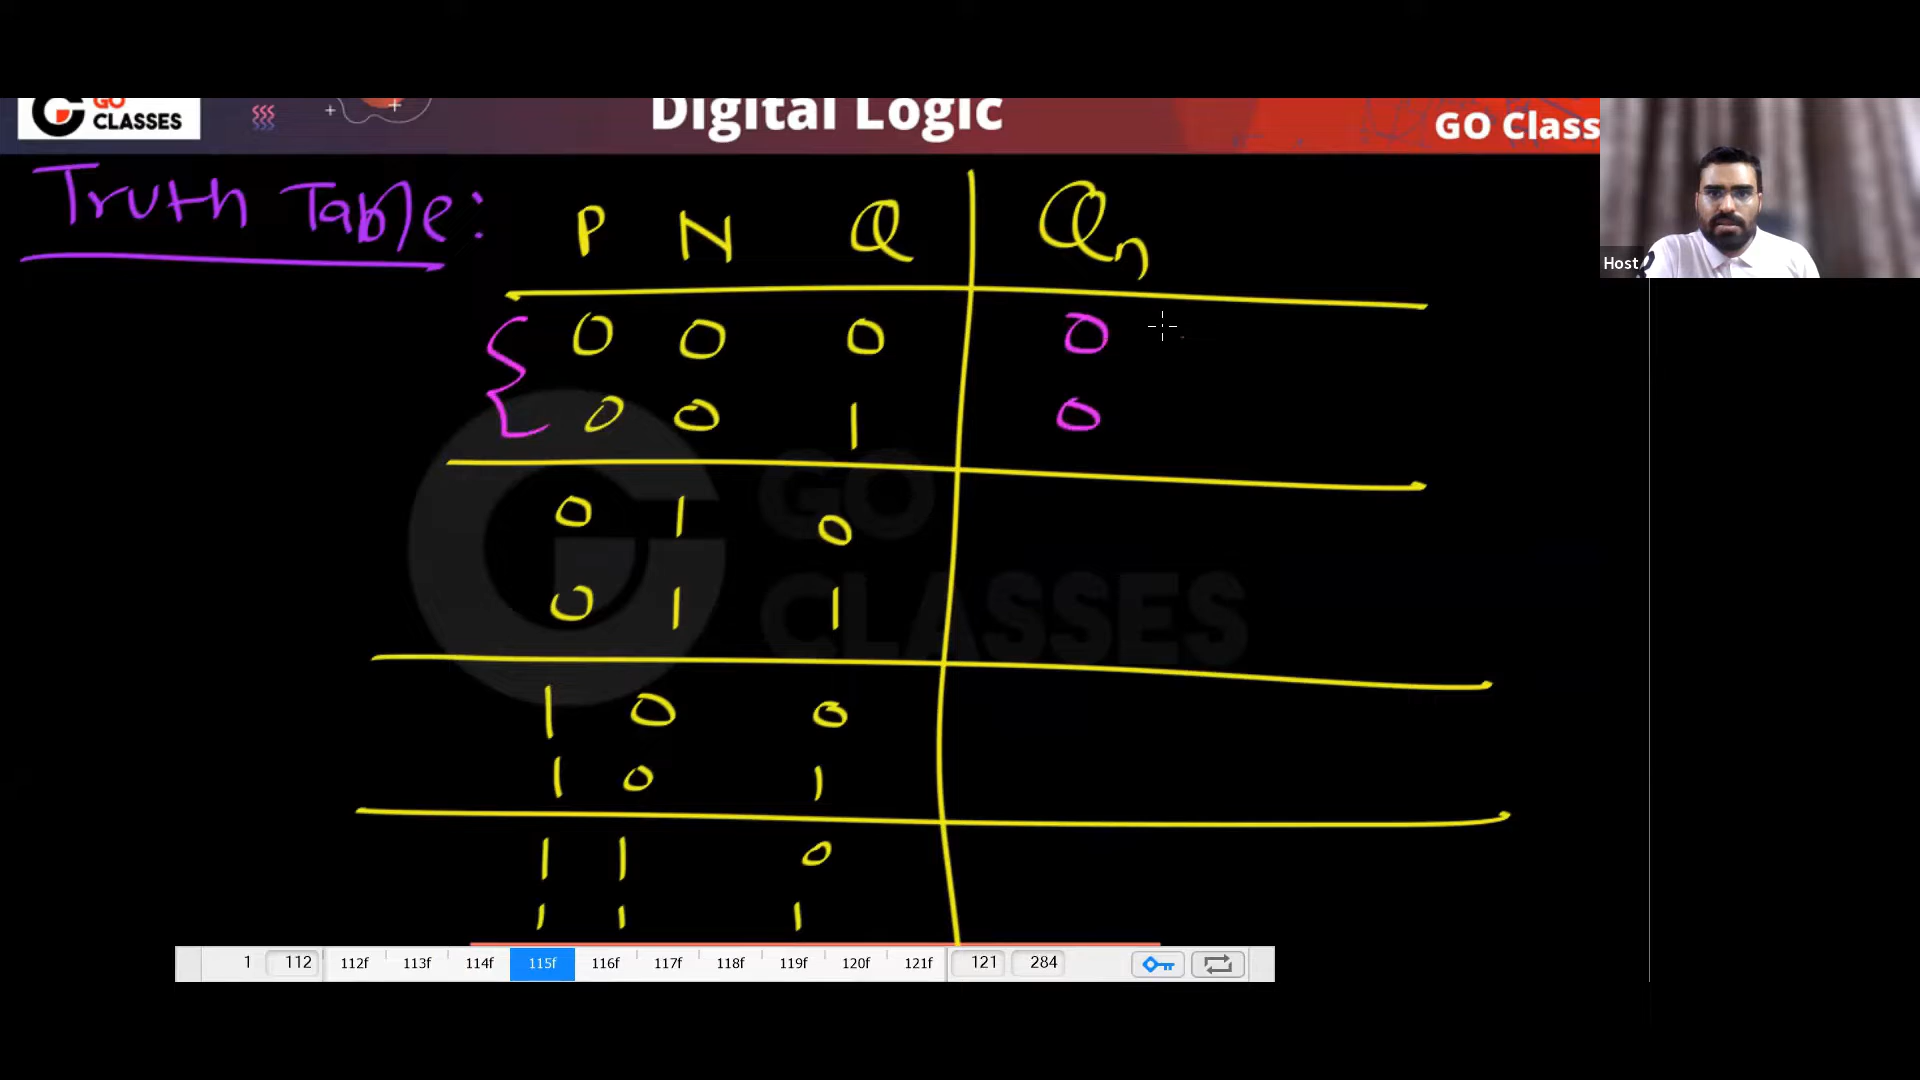 GO
CLASSES
Digital Logic
GO Class
Host
Truth Table:
P N Q Qn
0 0 0 0
0 0 1 0
0 1 0
0 1 1
1 0 0
1 0 1
1 1 0
1 1 1
GO
CLASSES
1 112 112f 113f 114f 115f 116f 117f 118f 119f 120f 121f 121 284